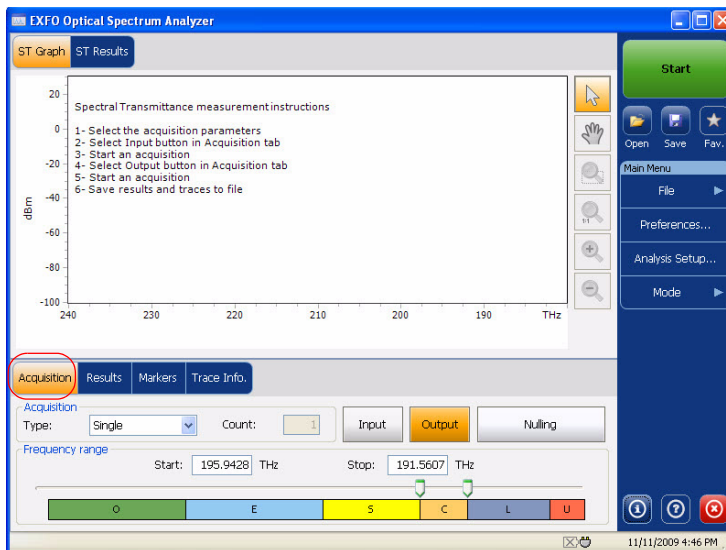 EXFO Optical Spectrum Analyzer
ST Graph ST Results
Spectral Transmittance measurement instructions
1- Select the acquisition parameters
2- Select Input button in Acquisition tab
3- Start an acquisition
4- Select Output button in Acquisition tab
5- Start an acquisition
6- Save results and traces to file
dBm
20
0
-20
-40
-60
-80
-100
240 230 220 210 200 190 THz
1:1
Start
Open Save Fav.
Main Menu
File
Preferences...
Analysis Setup...
Mode
Acquisition Results Markers Trace Info.
Acquisition
Type: Single Count: 1 Input Output Nulling
Frequency range
Start: 195.9428 THz Stop: 191.5607 THz
O E S C L U
11/11/2009 4:46 PM